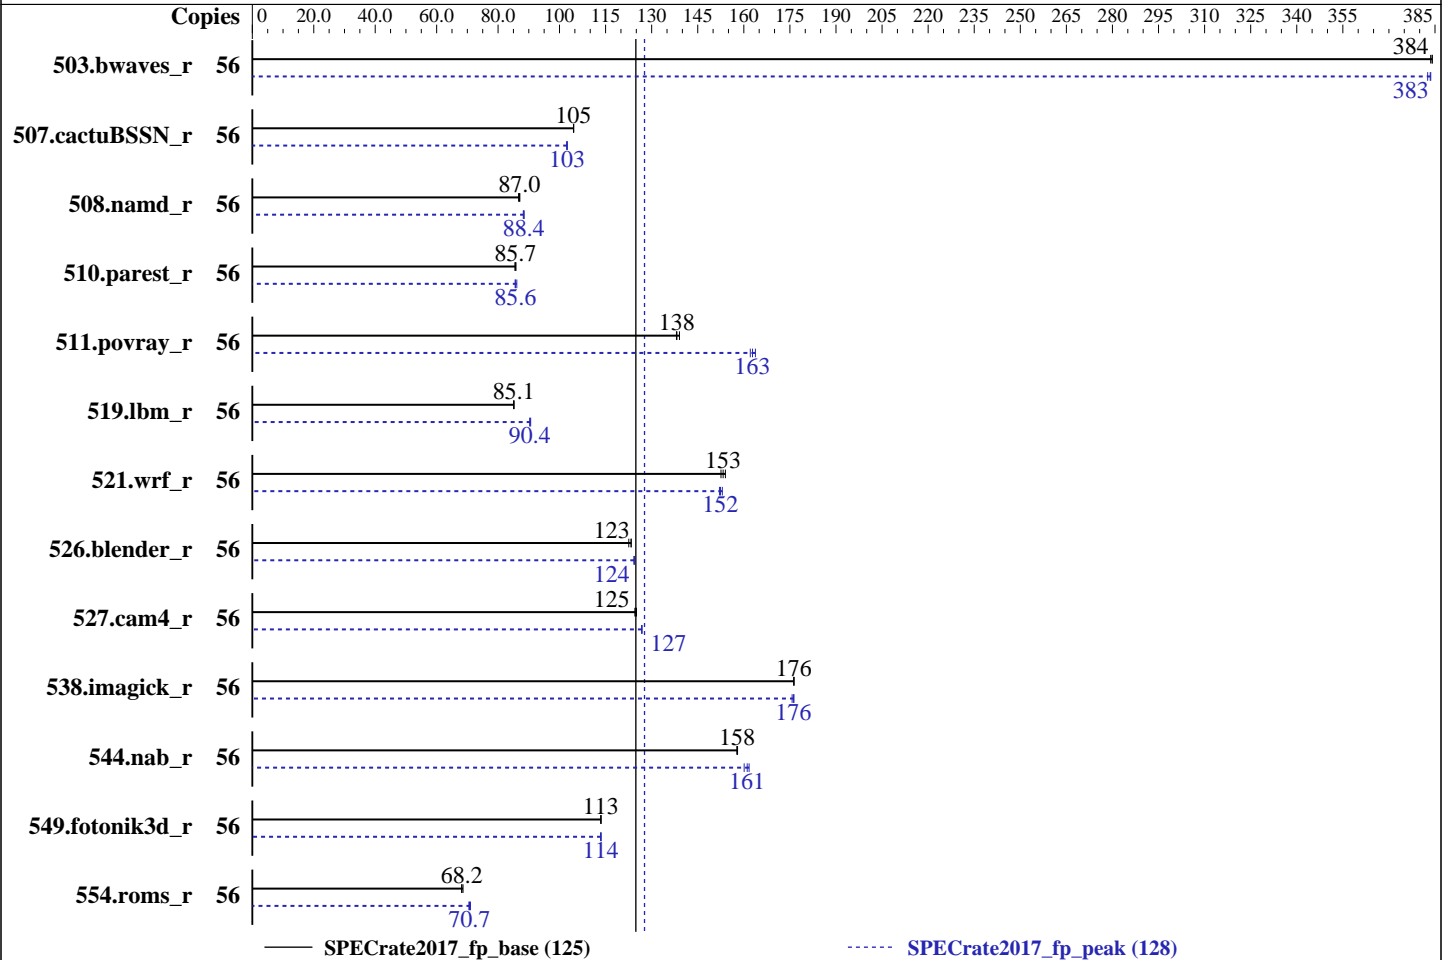 Copies 0 20.0 40.0 60.0 80.0 100 115 130 145 160 175 190 205 220 235 250 265 280 295 310 325 340 355 385
384
503.bwaves_r 56
383
105
507.cactuBSSN_r 56
103
87.0
508.namd_r 56
88.4
85.7
510.parest_r 56
85.6
138
511.povray_r 56
163
85.1
519.lbm_r 56
90.4
153
521.wrf_r 56
152
123
526.blender_r 56
124
125
527.cam4_r 56
127
176
538.imagick_r 56
176
158
544.nab_r 56
161
113
549.fotonik3d_r 56
114
68.2
554.roms_r 56
70.7
SPECrate2017_fp_base (125) SPECrate2017_fp_peak (128)